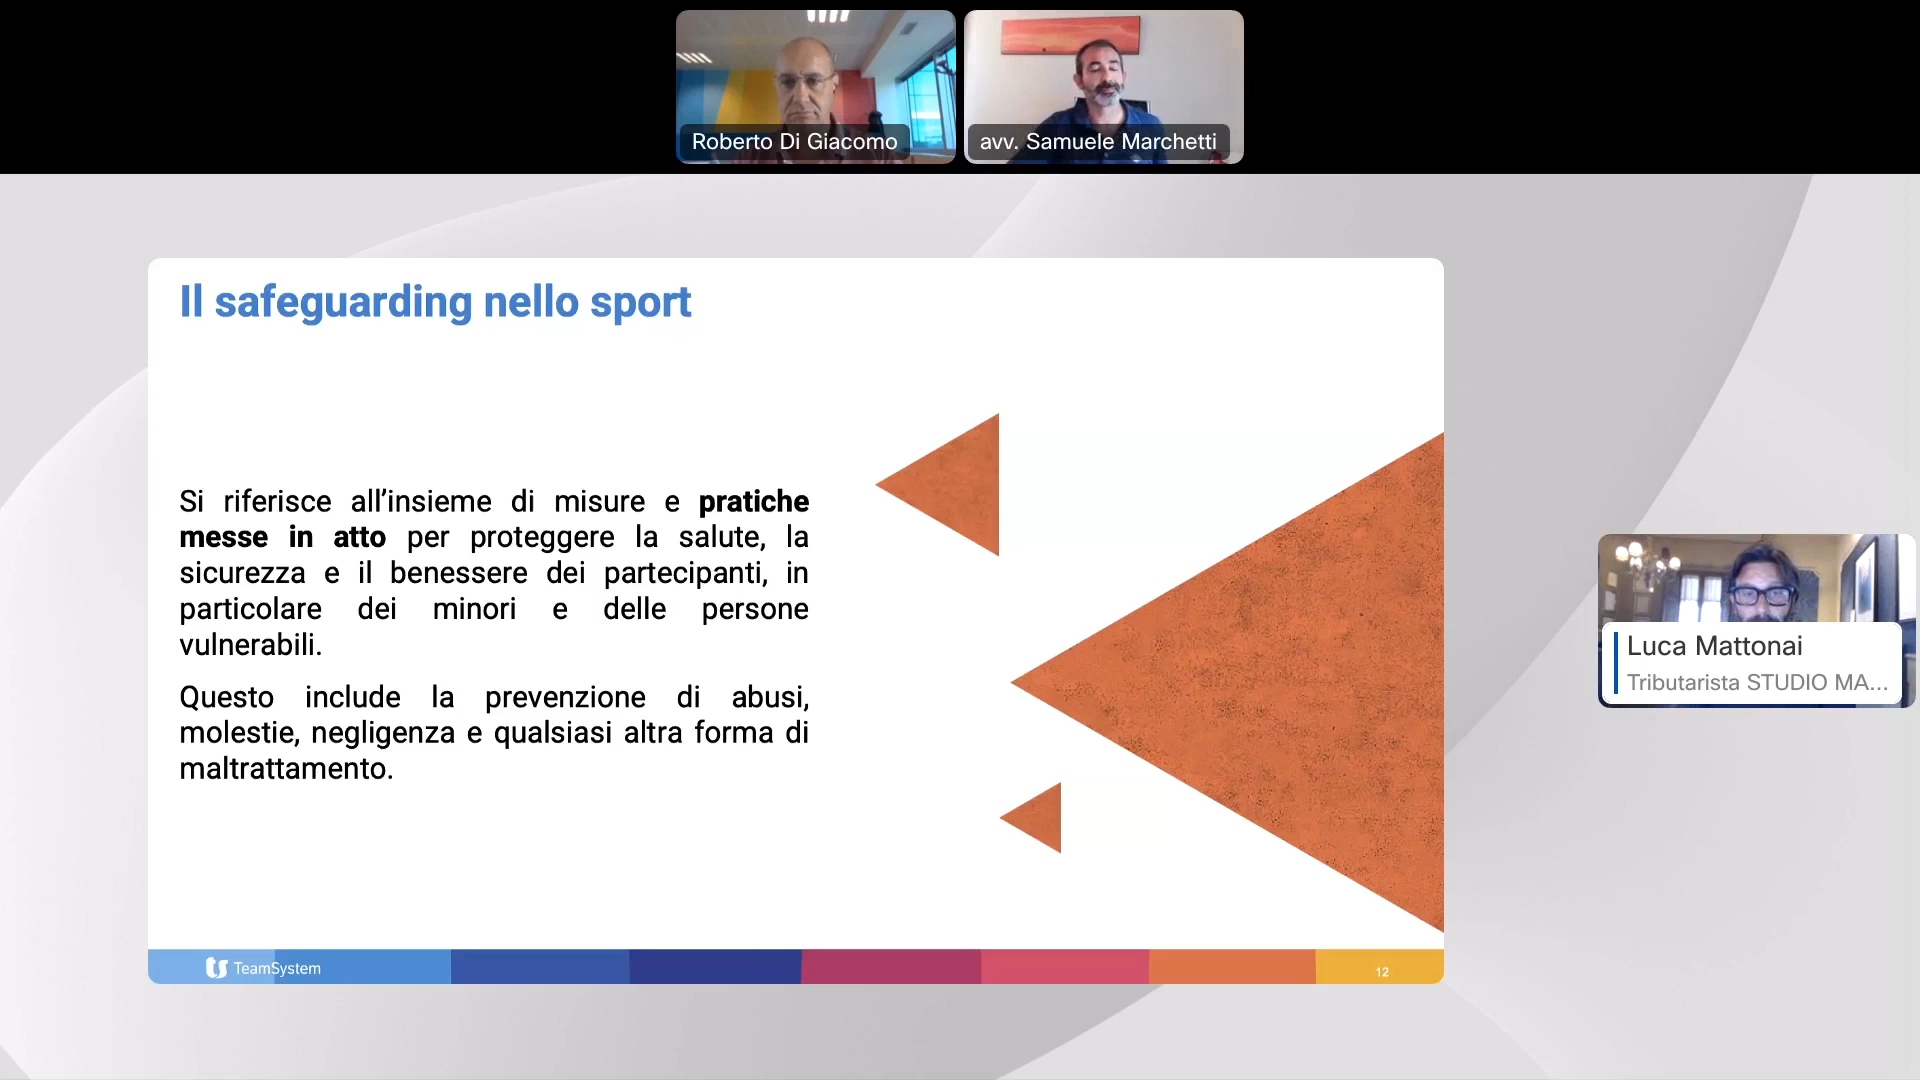 Roberto Di Giacomo
avv. Samuele Marchetti
Il safeguarding nello sport
Si riferisce all’insieme di misure e pratiche
messe in atto per proteggere la salute, la
sicurezza e il benessere dei partecipanti, in
particolare dei minori e delle persone
vulnerabili.
Questo include la prevenzione di abusi,
molestie, negligenza e qualsiasi altra forma di
maltrattamento.
Luca Mattonai
Tributarista STUDIO MA...
TeamSystem
12